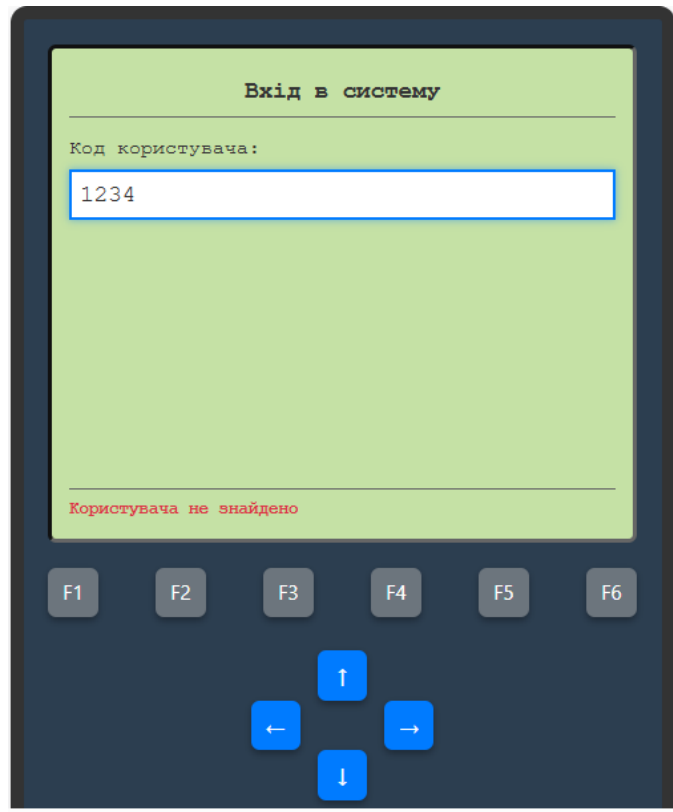 Вхід в систему
Код користувача:
1234
Користувача не знайдено
F1 F2 F3 F4 F5 F6
↑
← →
↓